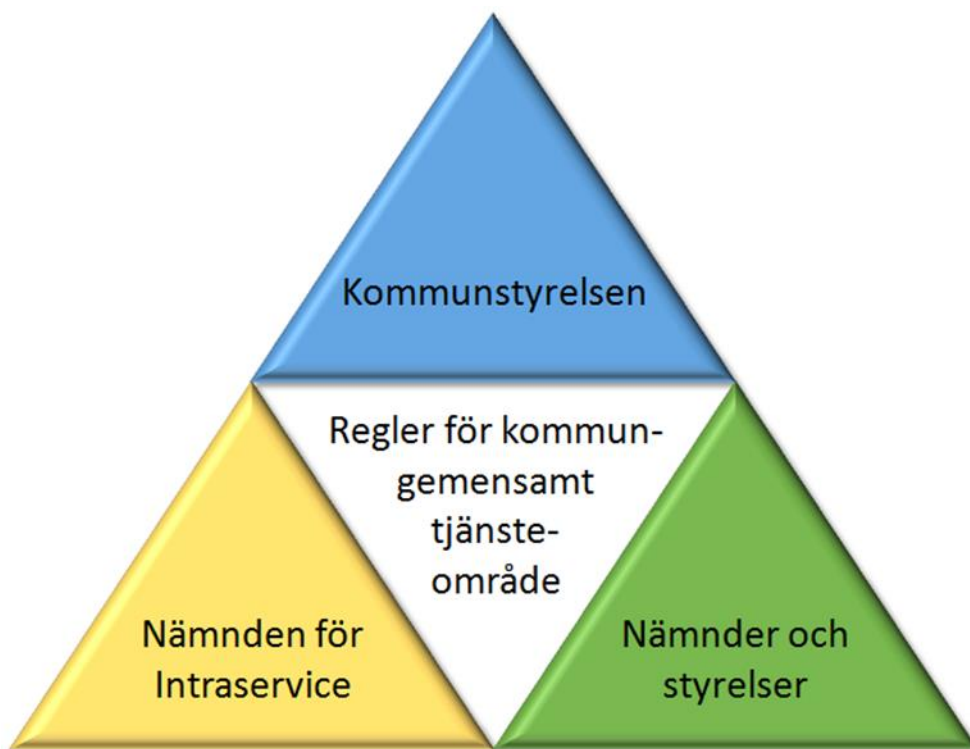 Kommunstyrelsen
Regler för kommun-
gemensamt
tjänste-
område
Nämnden för
Intraservice
Nämnder och
styrelser